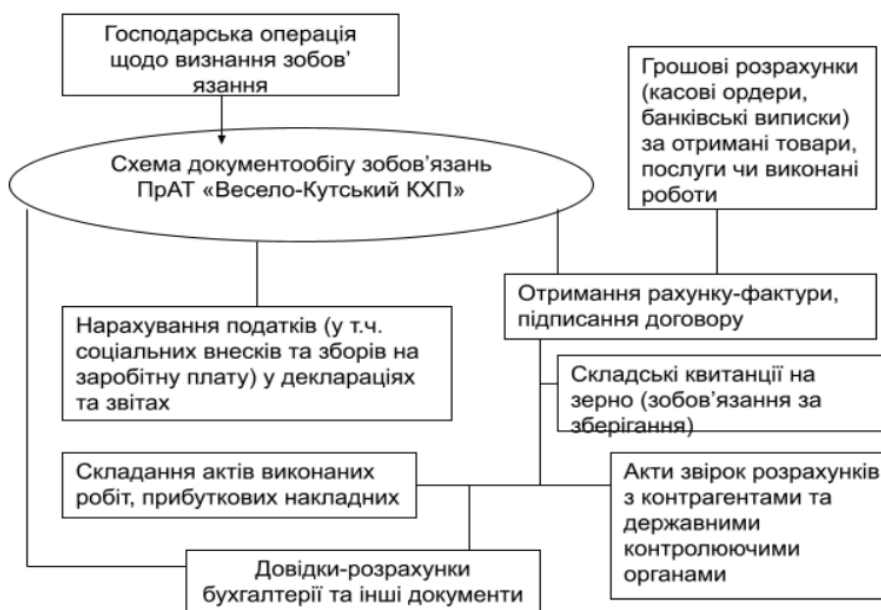 Господарська операція
щодо визнання зобов’
язання
Грошові розрахунки
(касові ордери,
банківські виписки)
за отримані товари,
послуги чи виконані
роботи
Схема документообігу зобов’язань
ПрАТ «Весело-Кутський КХП»
Отримання рахунку-фактури,
підписання договору
Нарахування податків (у т.ч.
соціальних внесків та зборів на
заробітну плату) у деклараціях
та звітах
Складські квитанції на
зерно (зобов’язання за
зберігання)
Складання актів виконаних
робіт, прибуткових накладних
Акти звірок розрахунків
з контрагентами та
державними
контролюючими
органами
Довідки-розрахунки
бухгалтерії та інші документи